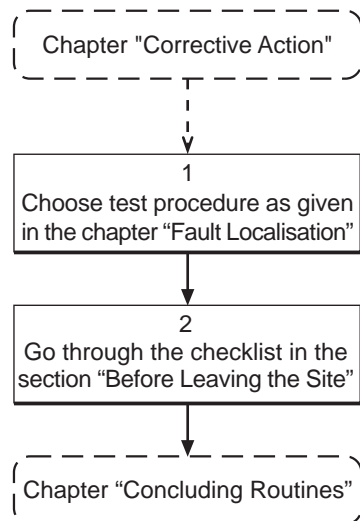 Chapter "Corrective Action"
1
Choose test procedure as given
in the chapter “Fault Localisation”
2
Go through the checklist in the
section “Before Leaving the Site”
Chapter “Concluding Routines”